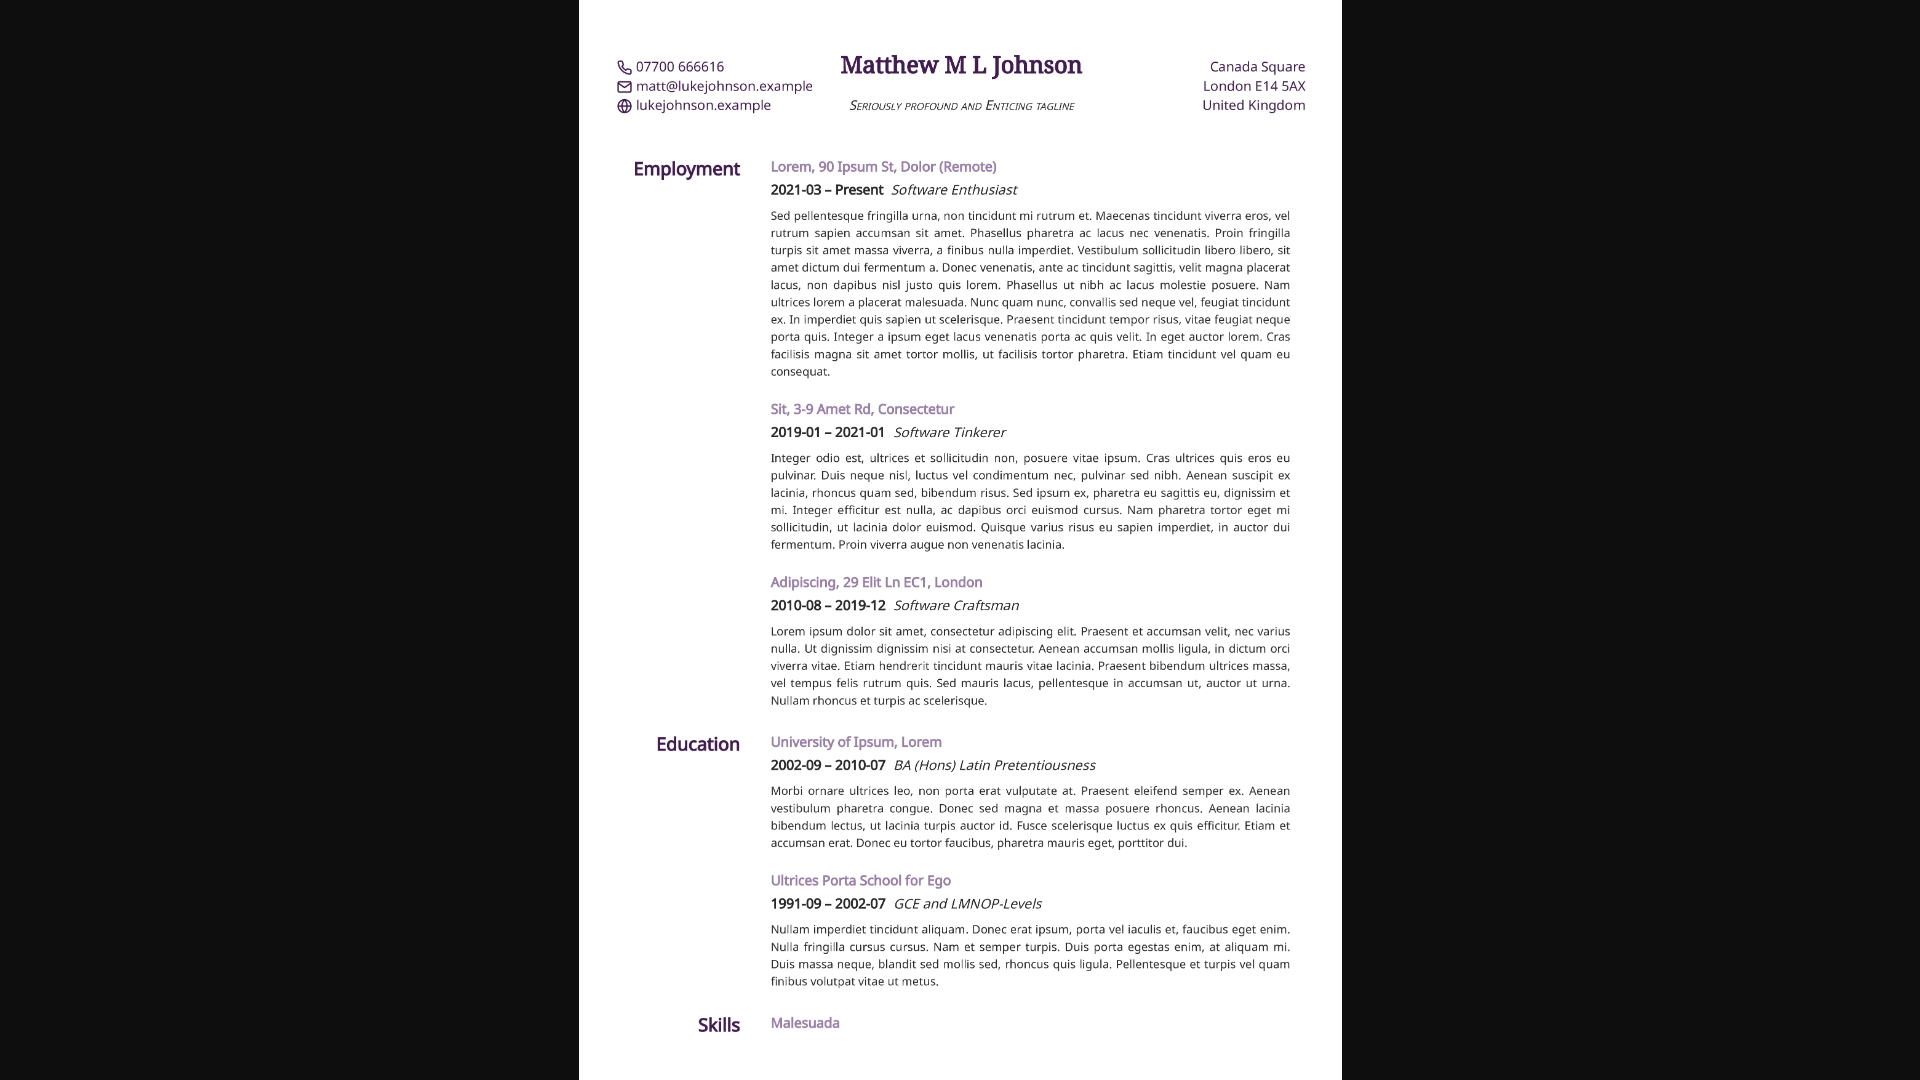 07700 666616
matt@lukejohnson.example
lukejohnson.example
Matthew M L Johnson
Seriously profound and Enticing tagline
Canada Square
London E14 5AX
United Kingdom
Employment
Lorem, 90 Ipsum St, Dolor (Remote)
2021-03 – Present Software Enthusiast
Sed pellentesque fringilla urna, non tincidunt mi rutrum et. Maecenas tincidunt viverra eros, vel
rutrum sapien accumsan sit amet. Phasellus pharetra ac lacus nec venenatis. Proin fringilla
turpis sit amet massa viverra, a finibus nulla imperdiet. Vestibulum sollicitudin libero libero, sit
amet dictum dui fermentum a. Donec venenatis, ante ac tincidunt sagittis, velit magna placerat
lacus, non dapibus nisl justo quis lorem. Phasellus ut nibh ac lacus molestie posuere. Nam
ultrices lorem a placerat malesuada. Nunc quam nunc, convallis sed neque vel, feugiat tincidunt
ex. In imperdiet quis sapien ut scelerisque. Praesent tincidunt tempor risus, vitae feugiat neque
porta quis. Integer a ipsum eget lacus venenatis porta ac quis velit. In eget auctor lorem. Cras
facilisis magna sit amet tortor mollis, ut facilisis tortor pharetra. Etiam tincidunt vel quam eu
consequat.
Sit, 3-9 Amet Rd, Consectetur
2019-01 – 2021-01 Software Tinkerer
Integer odio est, ultrices et sollicitudin non, posuere vitae ipsum. Cras ultrices quis eros eu
pulvinar. Duis neque nisl, luctus vel condimentum nec, pulvinar sed nibh. Aenean suscipit ex
lacinia, rhoncus quam sed, bibendum risus. Sed ipsum ex, pharetra eu sagittis eu, dignissim et
mi. Integer efficitur est nulla, ac dapibus orci euismod cursus. Nam pharetra tortor eget mi
sollicitudin, ut lacinia dolor euismod. Quisque varius risus eu sapien imperdiet, in auctor dui
fermentum. Proin viverra augue non venenatis lacinia.
Adipiscing, 29 Elit Ln EC1, London
2010-08 – 2019-12 Software Craftsman
Lorem ipsum dolor sit amet, consectetur adipiscing elit. Praesent et accumsan velit, nec varius
nulla. Ut dignissim dignissim nisi at consectetur. Aenean accumsan mollis ligula, in dictum orci
viverra vitae. Etiam hendrerit tincidunt mauris vitae lacinia. Praesent bibendum ultrices massa,
vel tempus felis rutrum quis. Sed mauris lacus, pellentesque in accumsan ut, auctor ut urna.
Nullam rhoncus et turpis ac scelerisque.
Education
University of Ipsum, Lorem
2002-09 – 2010-07 BA (Hons) Latin Pretentiousness
Morbi ornare ultrices leo, non porta erat vulputate at. Praesent eleifend semper ex. Aenean
vestibulum pharetra congue. Donec sed magna et massa posuere rhoncus. Aenean lacinia
bibendum lectus, ut lacinia turpis auctor id. Fusce scelerisque luctus ex quis efficitur. Etiam et
accumsan erat. Donec eu tortor faucibus, pharetra mauris eget, porttitor dui.
Ultrices Porta School for Ego
1991-09 – 2002-07 GCE and LMNOP-Levels
Nullam imperdiet tincidunt aliquam. Donec erat ipsum, porta vel iaculis et, faucibus eget enim.
Nulla fringilla cursus cursus. Nam et semper turpis. Duis porta egestas enim, at aliquam mi.
Duis massa neque, blandit sed mollis sed, rhoncus quis ligula. Pellentesque et turpis vel quam
finibus volutpat vitae ut metus.
Skills
Malesuada